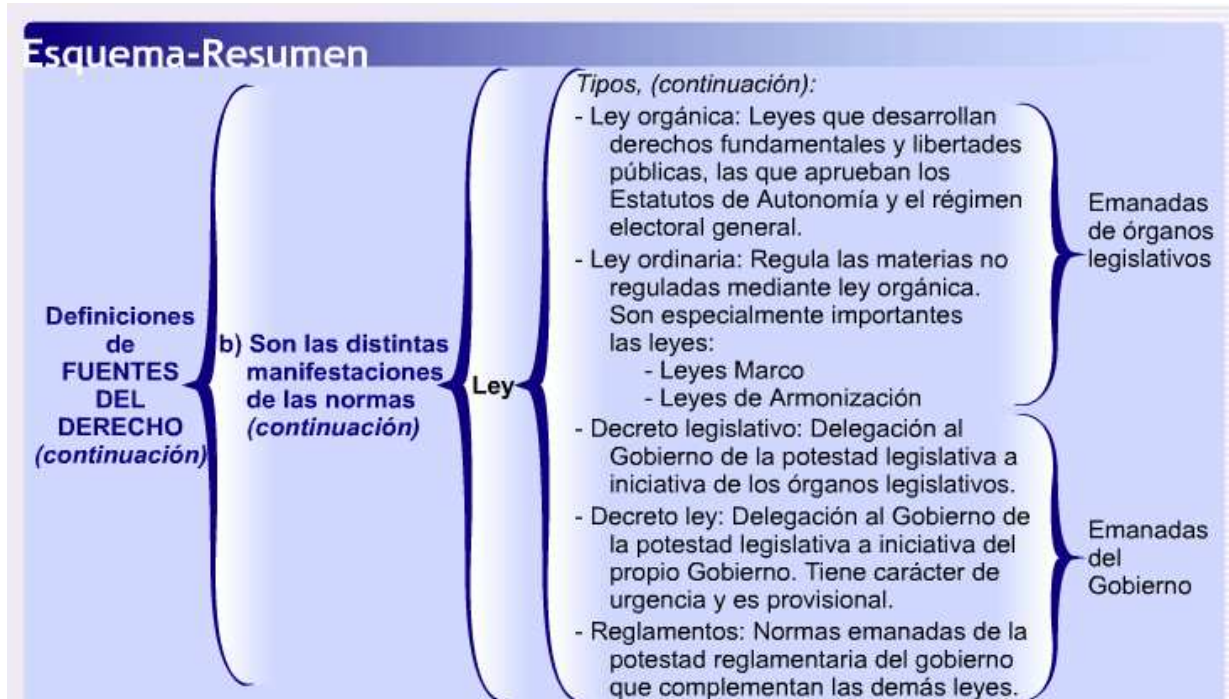 Esquema-Resumen
Definiciones
de
FUENTES
DEL
DERECHO
(continuación)
b) Son las distintas
manifestaciones
de las normas
(continuación)
Ley
Tipos, (continuación):
- Ley orgánica: Leyes que desarrollan
derechos fundamentales y libertades
públicas, las que aprueban los
Estatutos de Autonomía y el régimen
electoral general.
- Ley ordinaria: Regula las materias no
reguladas mediante ley orgánica.
Son especialmente importantes
las leyes:
- Leyes Marco
- Leyes de Armonización
Emanadas
de órganos
legislativos
- Decreto legislativo: Delegación al
Gobierno de la potestad legislativa a
iniciativa de los órganos legislativos.
- Decreto ley: Delegación al Gobierno de
la potestad legislativa a iniciativa del
propio Gobierno. Tiene carácter de
urgencia y es provisional.
- Reglamentos: Normas emanadas de la
potestad reglamentaria del gobierno
que complementan las demás leyes.
Emanadas
del
Gobierno